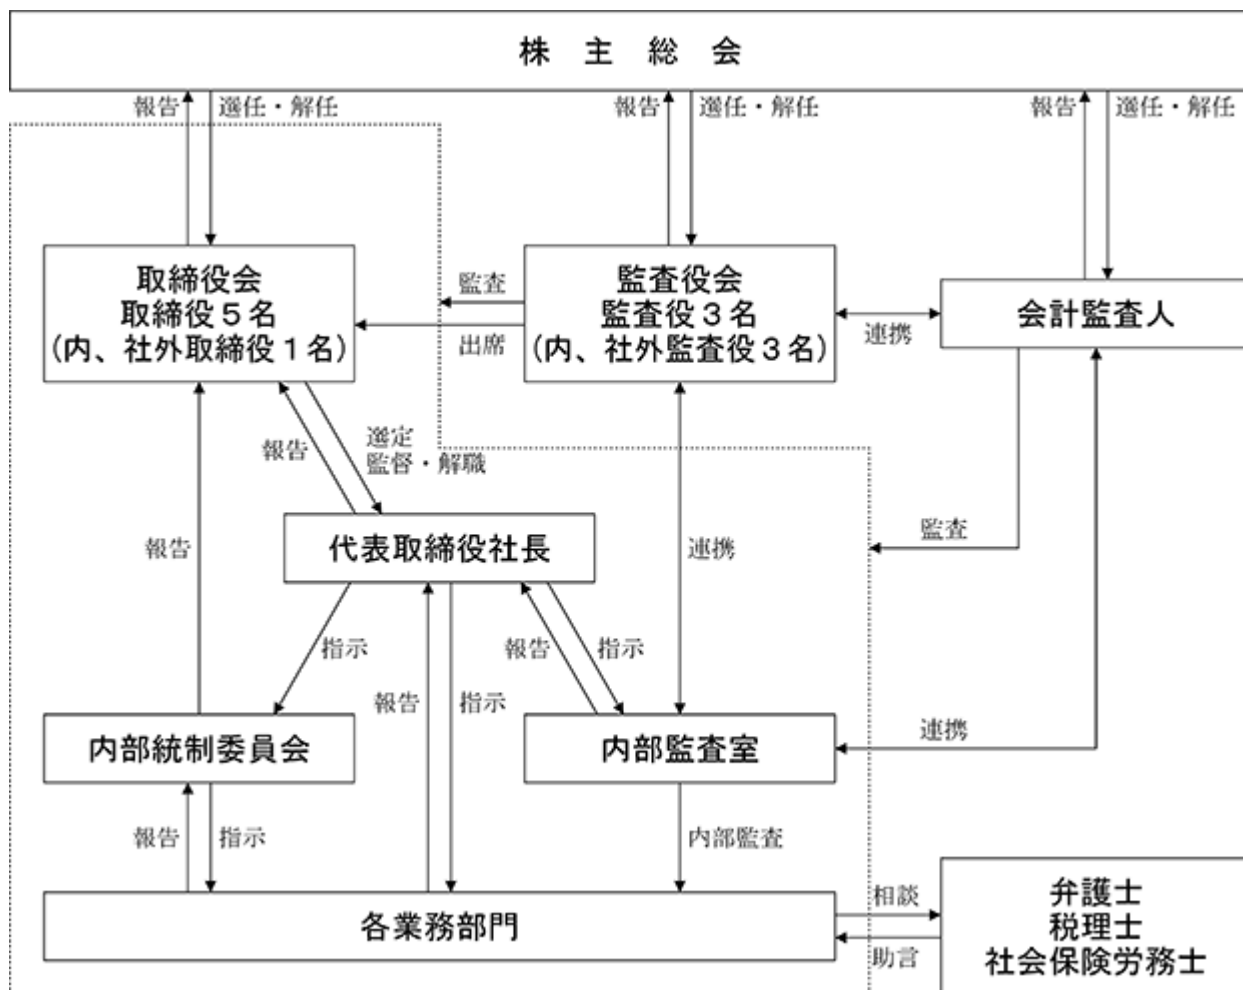 株 主 総 会
報告
選任・解任
報告
選任・解任
報告
選任・解任
取締役会
取締役5名
(内、社外取締役1名)
監査
出席
監査役会
監査役3名
(内、社外監査役3名)
連携
会計監査人
報告
選定
監督・解職
報告
代表取締役社長
連携
監査
指示
報告
指示
報告
指示
内部統制委員会
内部監査室
連携
報告
指示
内部監査
各業務部門
相談
助言
弁護士
税理士
社会保険労務士